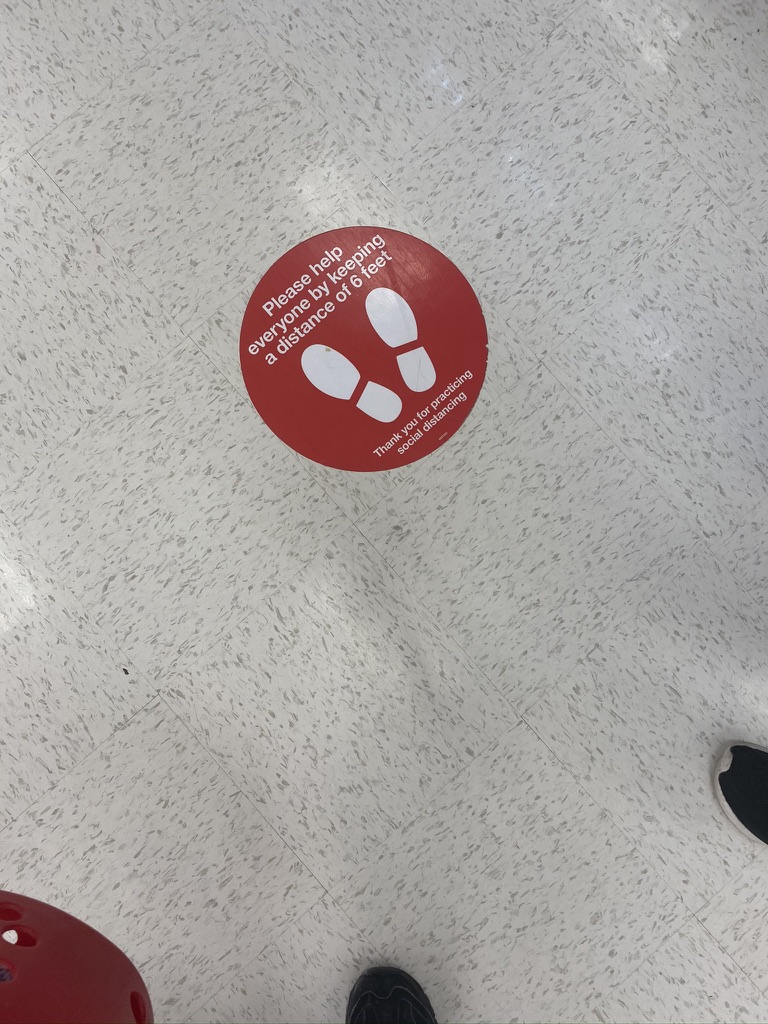 Please help
everyone by keeping
a distance of 6 feet
Thank you for practicing
social distancing